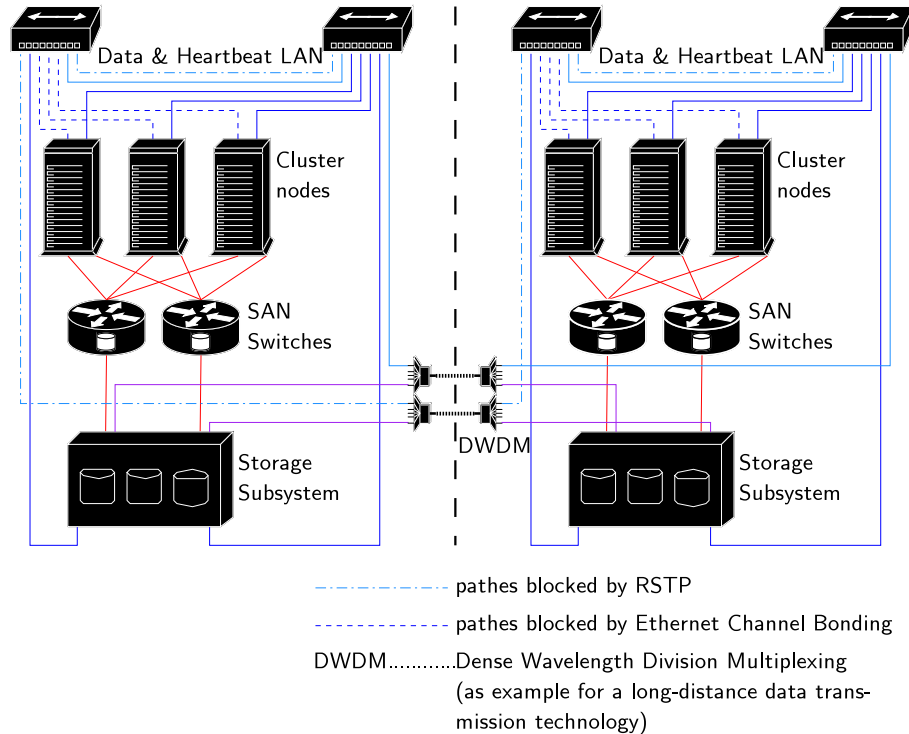 Data & Heartbeat LAN
Data & Heartbeat LAN
Cluster
nodes
Cluster
nodes
SAN
Switches
SAN
Switches
DWDM
Storage
Subsystem
Storage
Subsystem
pathes blocked by RSTP
pathes blocked by Ethernet Channel Bonding
DWDM...........Dense Wavelength Division Multiplexing
(as example for a long-distance data trans-
mission technology)